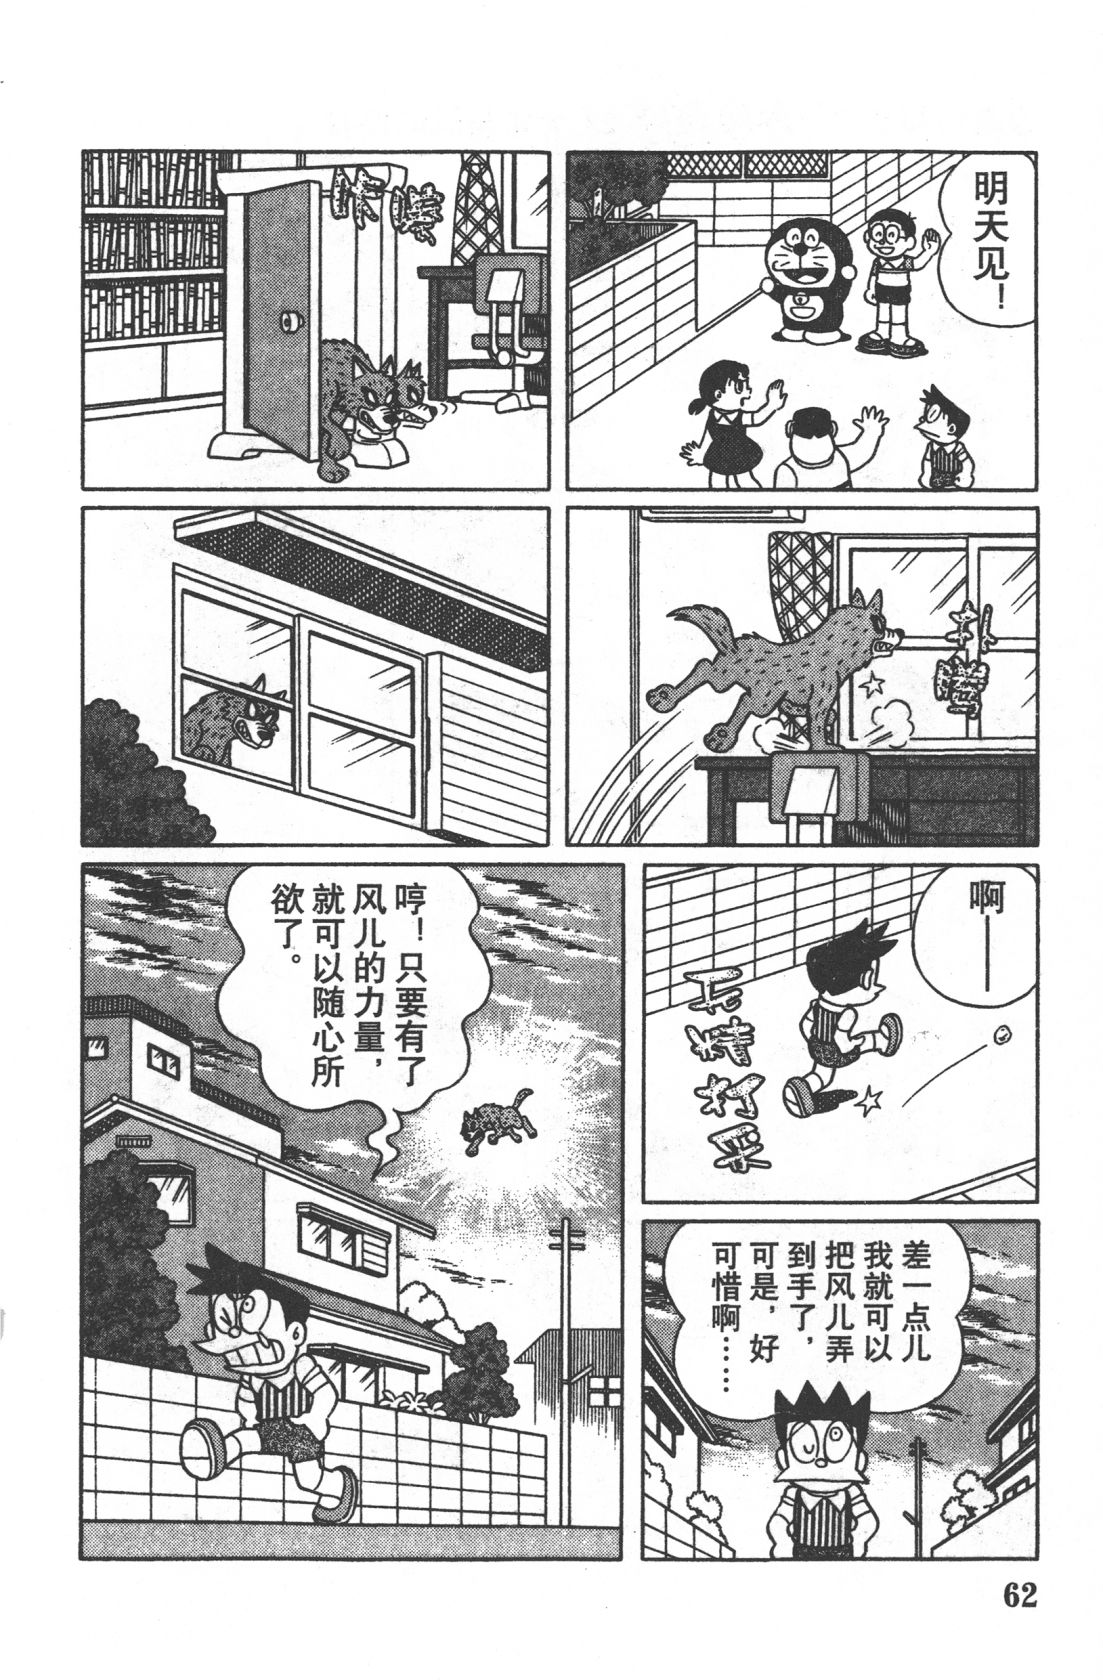 明天见！
啊——
差一点儿
我就可以
把风儿弄
到手了，
可是，好
可惜啊……
哼！只要有了
风儿的力量，
就可以随心所
欲了。
62